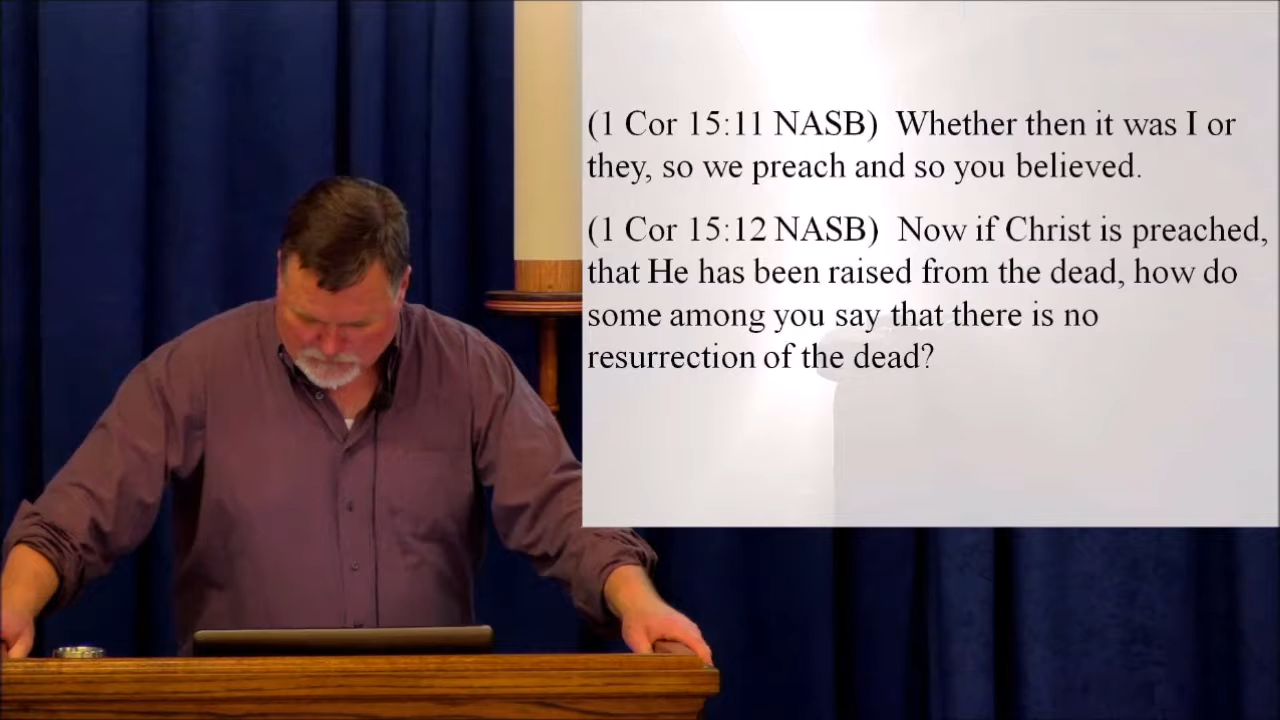 (1 Cor 15:11 NASB)  Whether then it was I or
they, so we preach and so you believed.
(1 Cor 15:12 NASB)  Now if Christ is preached,
that He has been raised from the dead, how do
some among you say that there is no
resurrection of the dead?